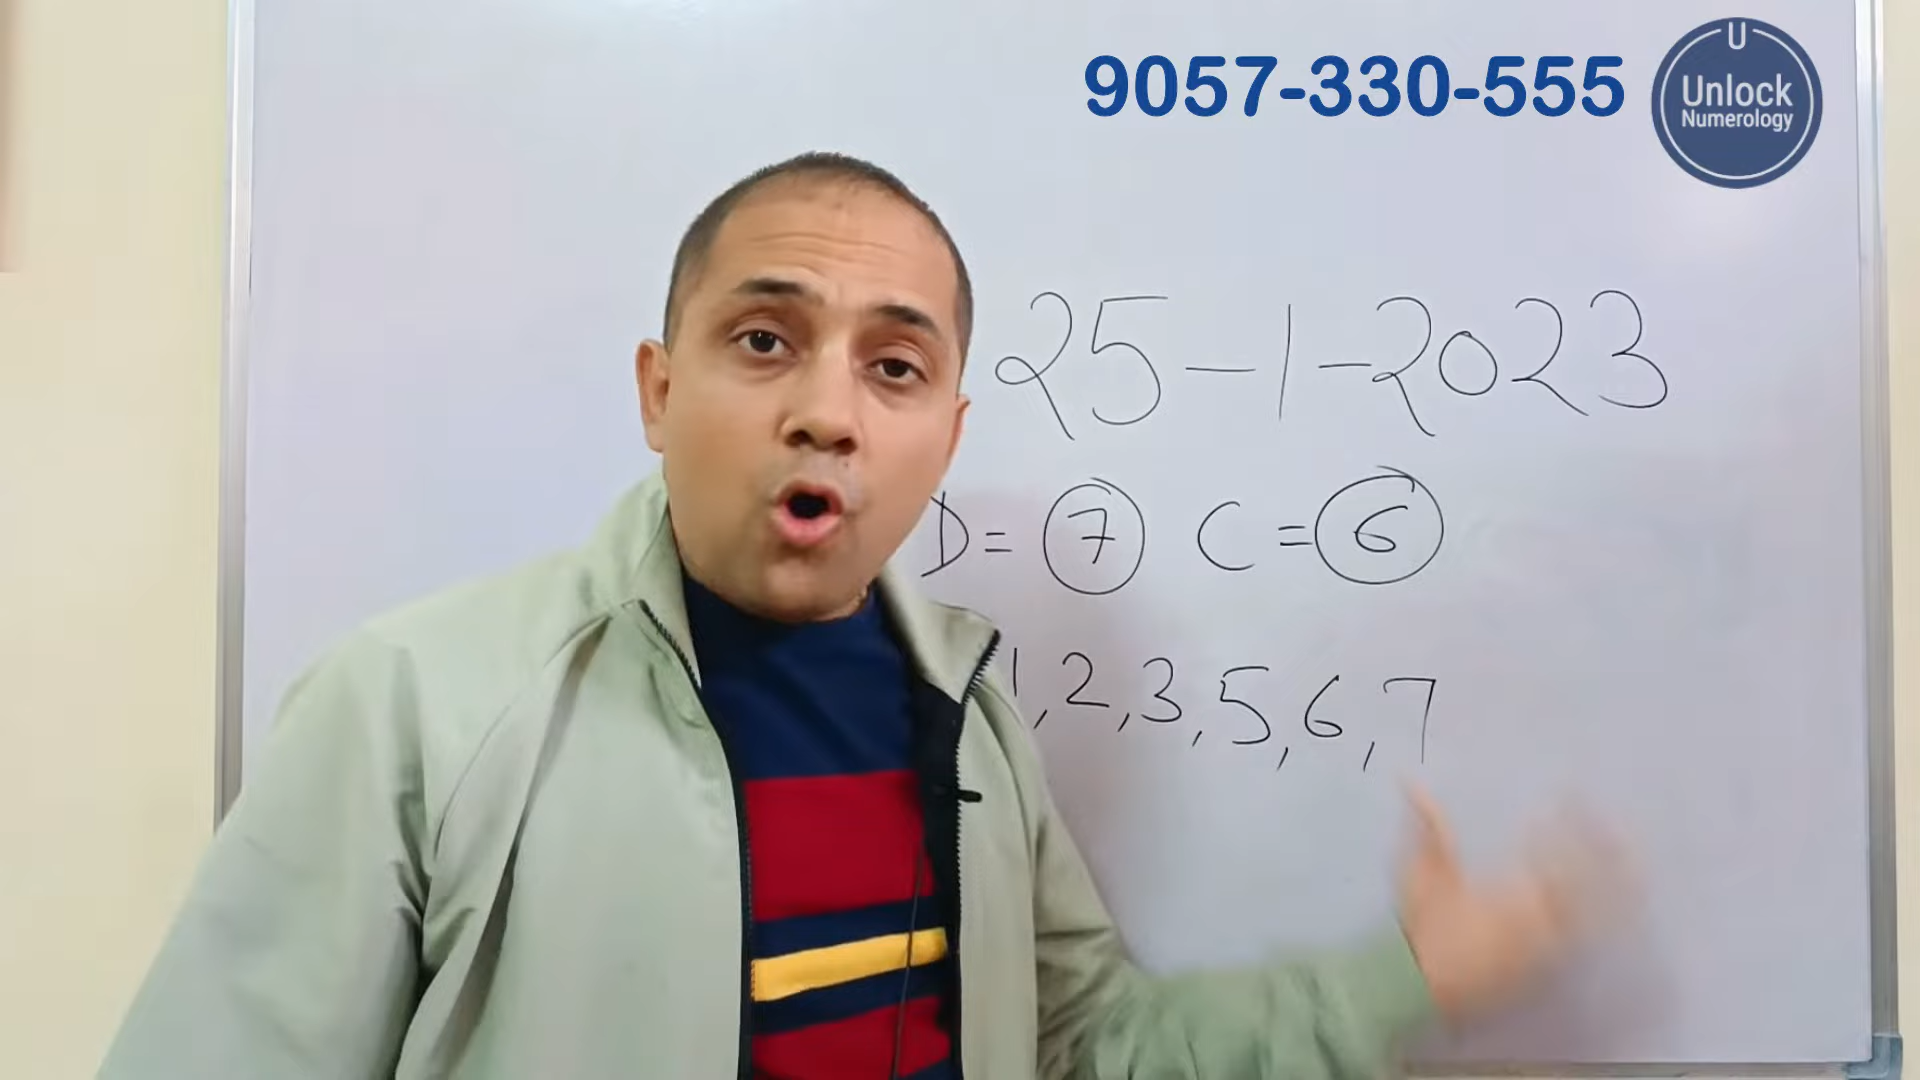 9057-330-555
U
Unlock
Numerology
25-1-2023
D = 7 C = 6
1, 2, 3, 5, 6, 7